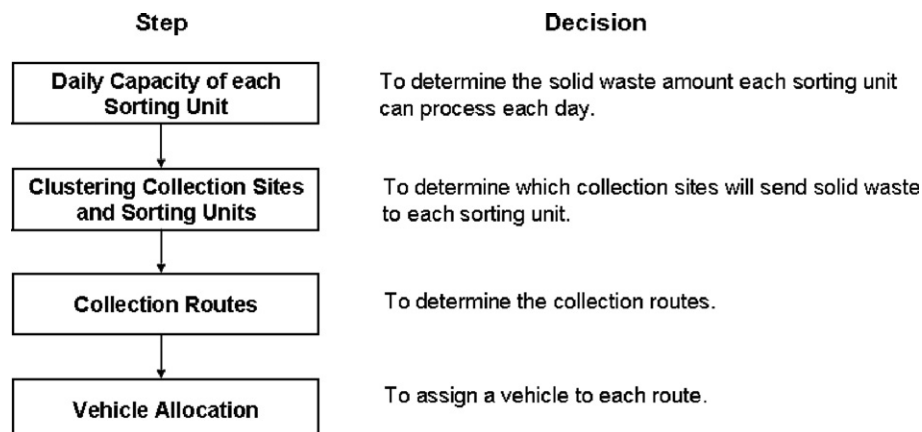 Step
Decision
Daily Capacity of each
Sorting Unit
To determine the solid waste amount each sorting unit
can process each day.
Clustering Collection Sites
and Sorting Units
To determine which collection sites will send solid waste
to each sorting unit.
Collection Routes
To determine the collection routes.
Vehicle Allocation
To assign a vehicle to each route.